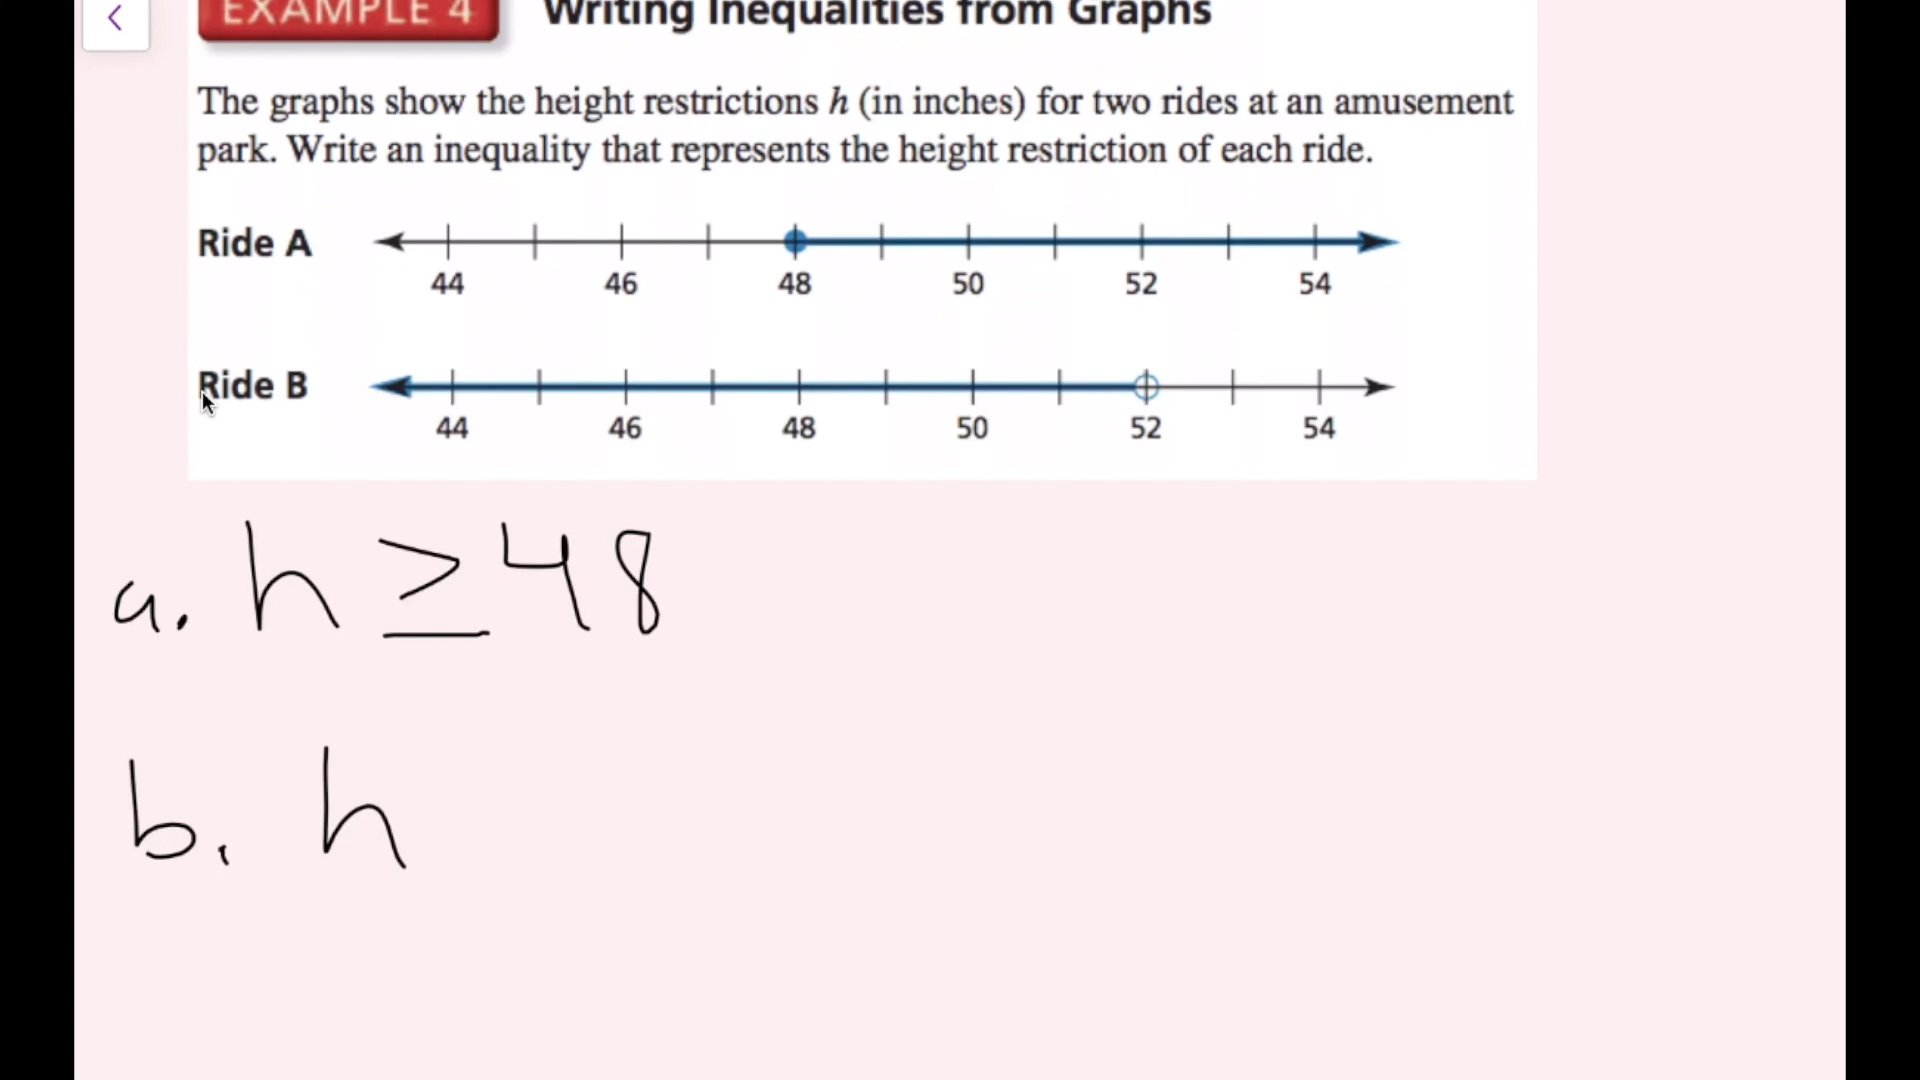 EXAMPLE 4 Writing Inequalities from Graphs
The graphs show the height restrictions h (in inches) for two rides at an amusement
park. Write an inequality that represents the height restriction of each ride.
Ride A
44 46 48 50 52 54
Ride B
44 46 48 50 52 54
a. h ≥ 48
b. h